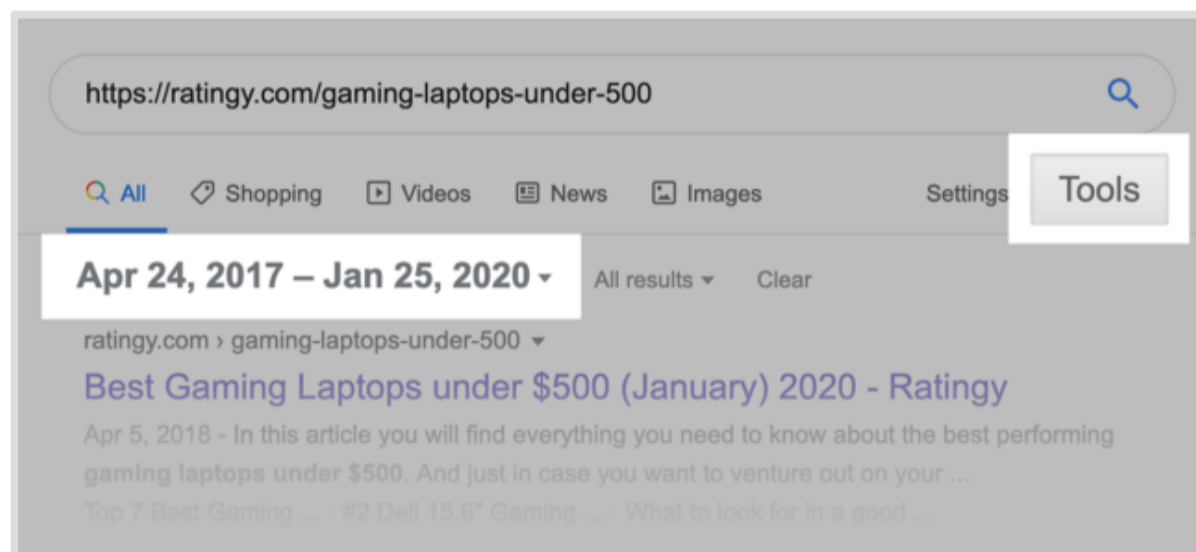 https://ratingy.com/gaming-laptops-under-500
All Shopping Videos News Images Settings Tools
Apr 24, 2017 – Jan 25, 2020 All results Clear
ratingy.com › gaming-laptops-under-500
Best Gaming Laptops under $500 (January) 2020 - Ratingy
Apr 5, 2018 - In this article you will find everything you need to know about the best performing
gaming laptops under $500. And just in case you want to venture out on your ...
Top 7 Best Gaming ... · #2 Dell 15.6" Gaming ... · What to look for in a good ...